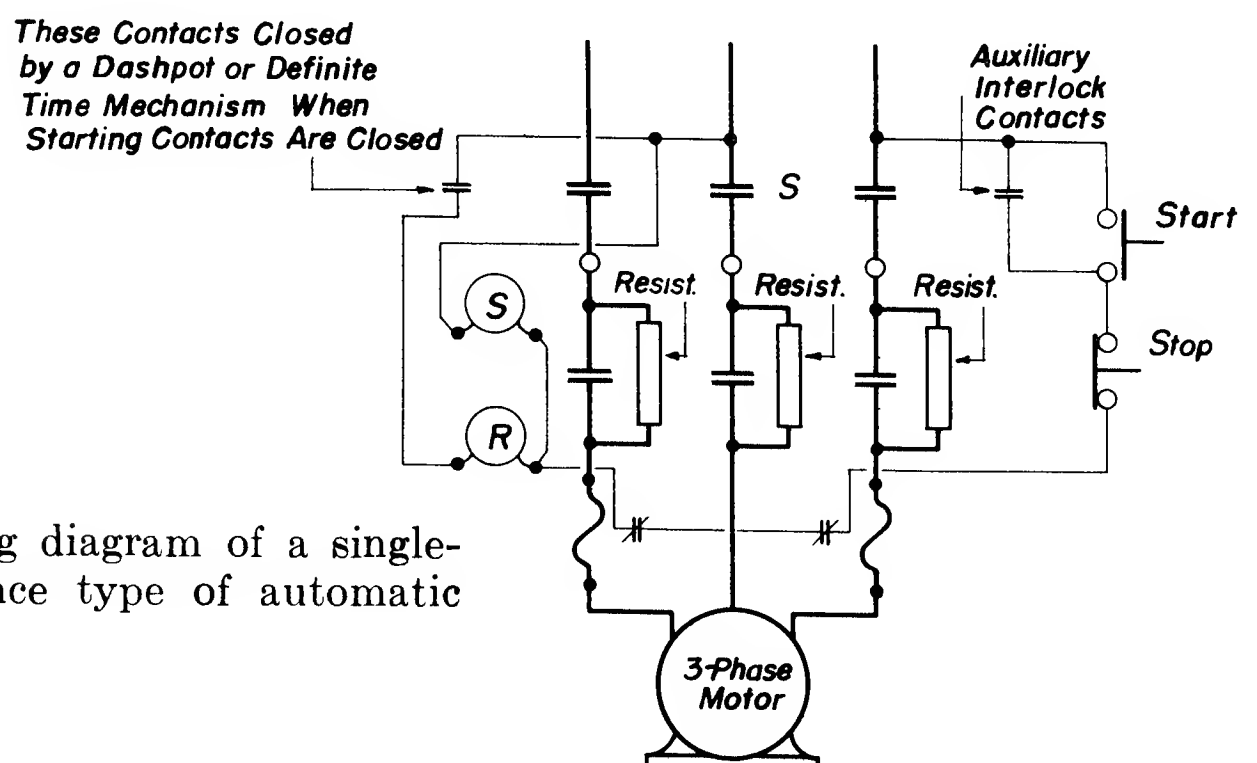 These Contacts Closed
by a Dashpot or Definite
Time Mechanism When
Starting Contacts Are Closed
Auxiliary
Interlock
Contacts
S
Start
Resist.
Resist.
Resist.
S
Stop
R
g diagram of a single-
type of automatic
3-Phase
Motor